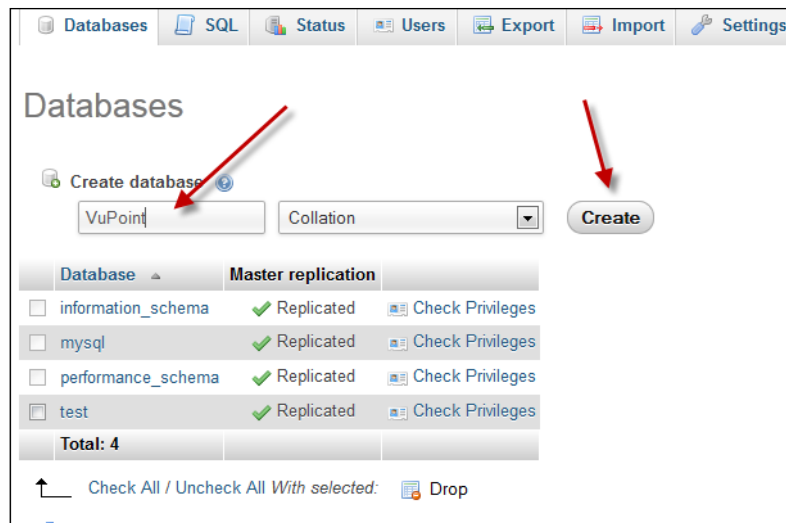 Databases SQL Status Users Export Import Settings
Databases
Create database
VuPoint Collation Create
Database Master replication
information_schema Replicated Check Privileges
mysql Replicated Check Privileges
performance_schema Replicated Check Privileges
test Replicated Check Privileges
Total: 4
Check All / Uncheck All With selected: Drop